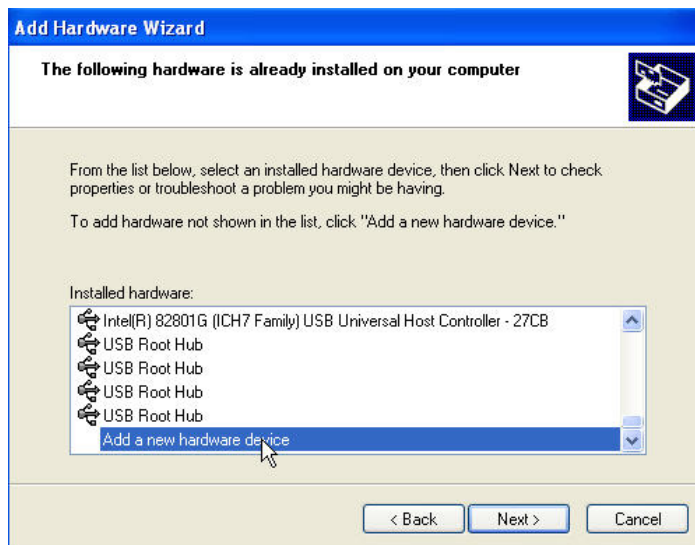 Add Hardware Wizard
The following hardware is already installed on your computer
From the list below, select an installed hardware device, then click Next to check
properties or troubleshoot a problem you might be having.
To add hardware not shown in the list, click "Add a new hardware device."
Installed hardware:
Intel(R) 82801G (ICH7 Family) USB Universal Host Controller - 27CB
USB Root Hub
USB Root Hub
USB Root Hub
USB Root Hub
Add a new hardware device
< Back Next > Cancel